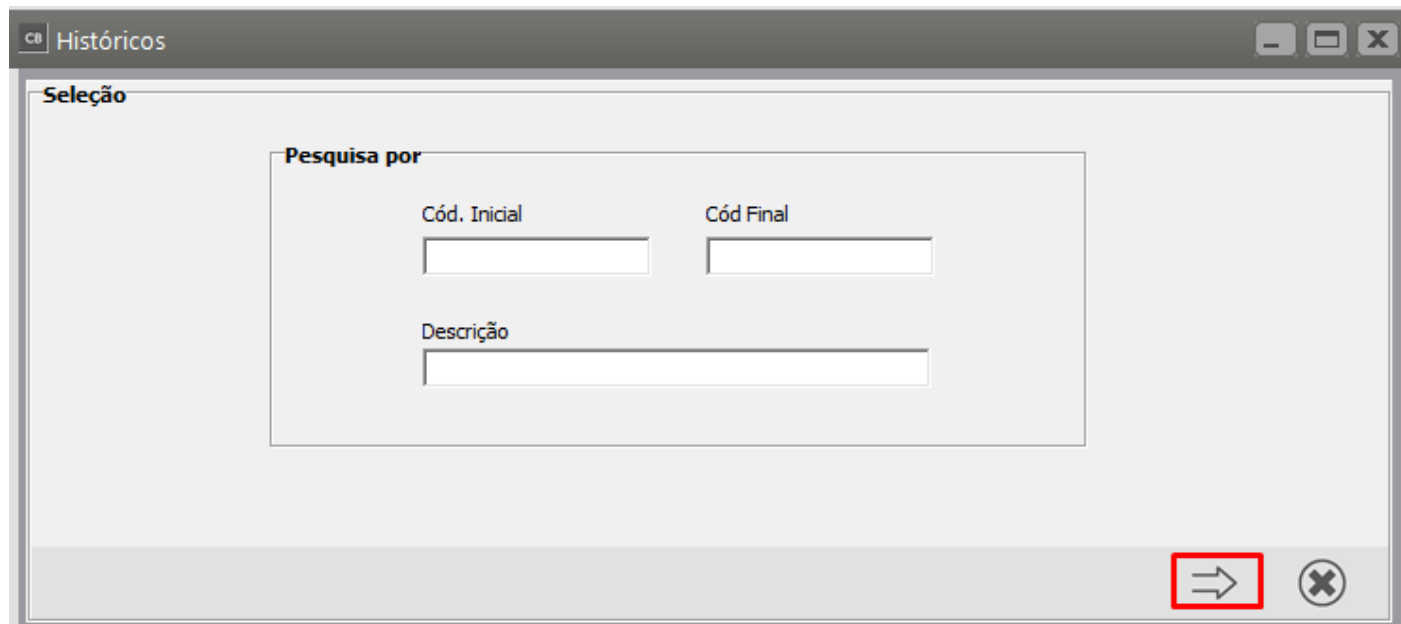 CB Históricos
Seleção
Pesquisa por
Cód. Inicial Cód Final
Descrição